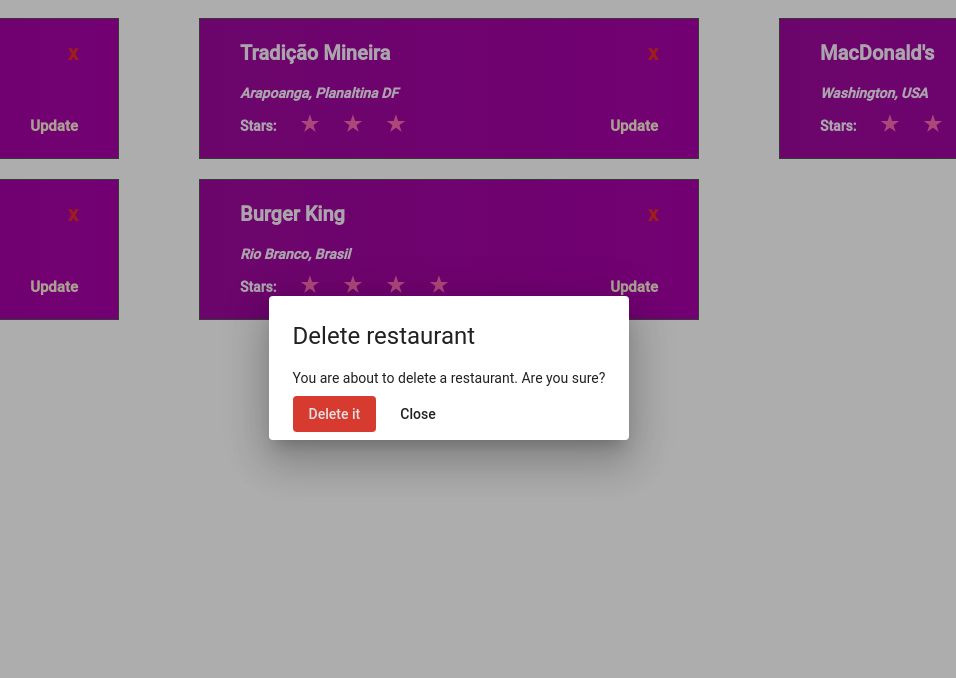 x
Update
Tradição Mineira x
Arapoanga, Planaltina DF
Stars: ★ ★ ★ Update
MacDonald's
Washington, USA
Stars: ★ ★
x
Update
Burger King x
Rio Branco, Brasil
Stars: ★ ★ ★ ★ Update
Delete restaurant
You are about to delete a restaurant. Are you sure?
Delete it Close